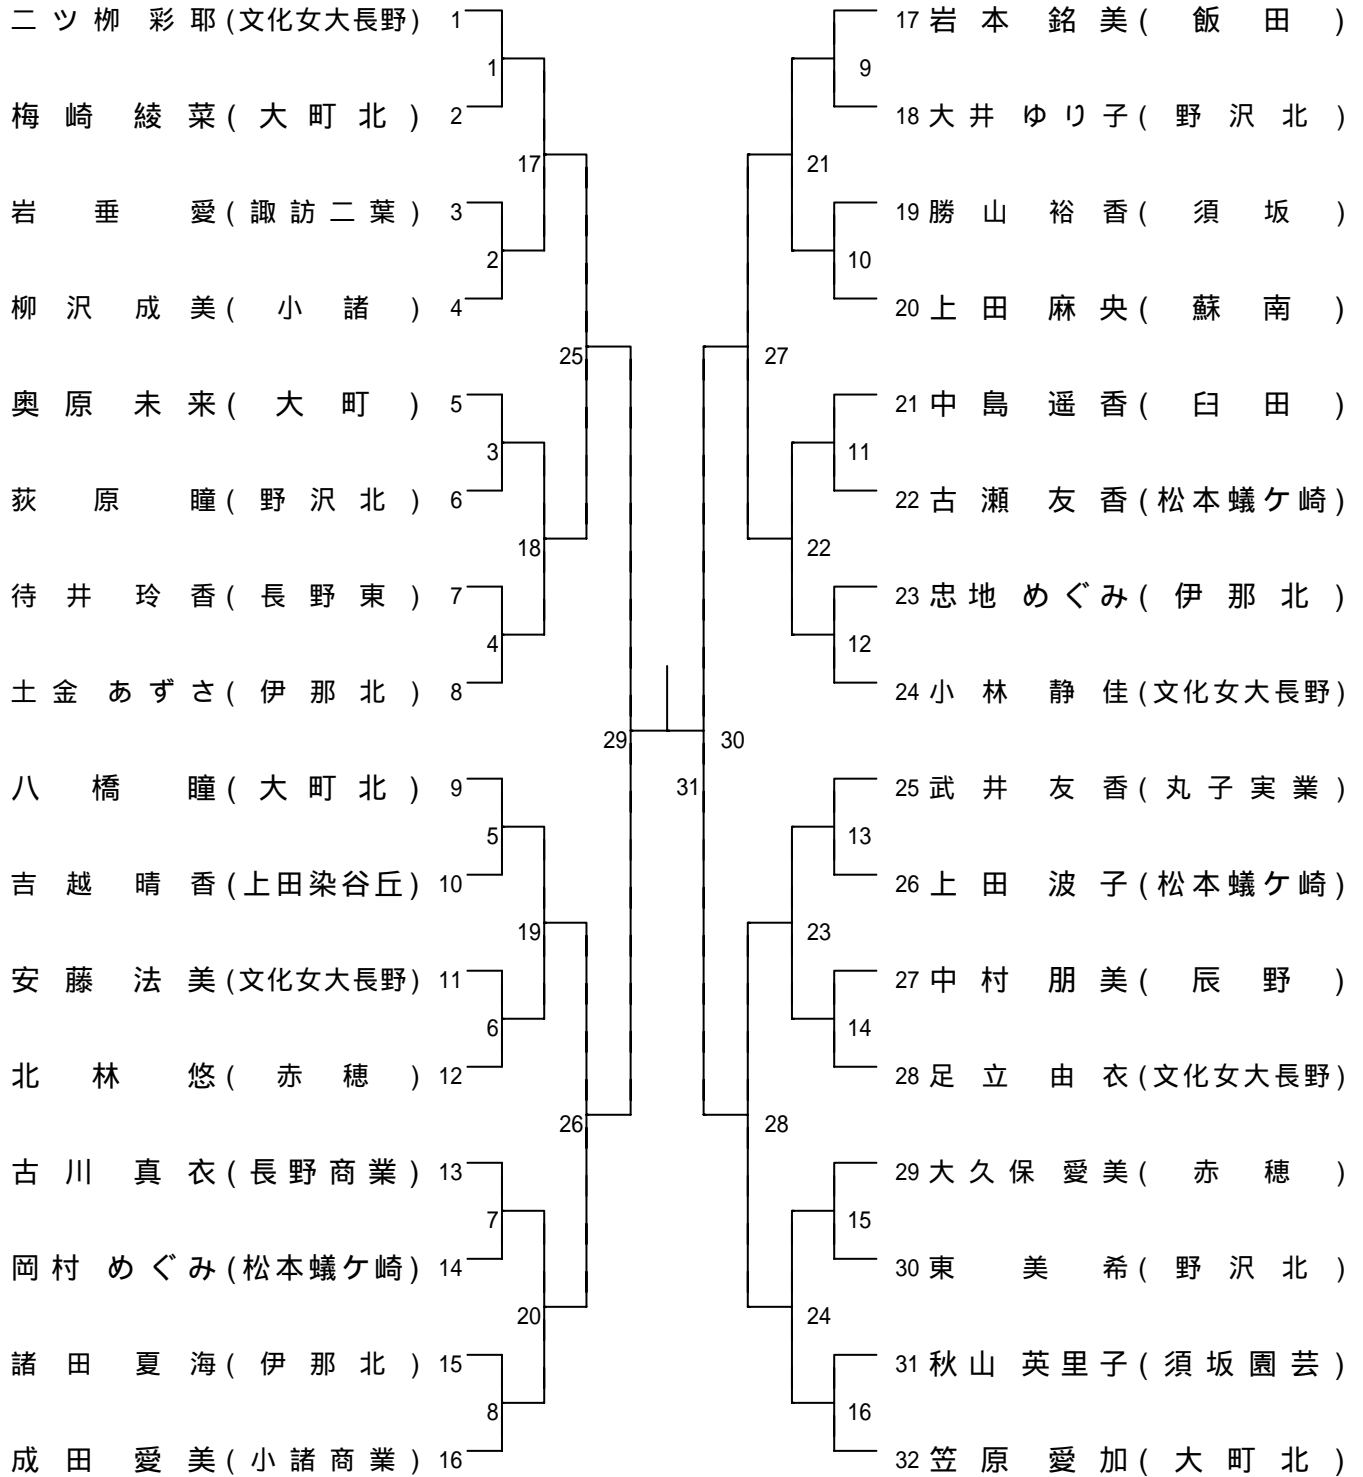 二ツ栁 彩耶 (文化女大長野) 1
1
梅崎 綾菜 (大町北) 2
17
岩垂 愛 (諏訪二葉) 3
2
柳沢 成美 (小諸) 4
25
奥原 未来 (大町) 5
3
荻原 瞳 (野沢北) 6
18
待井 玲香 (長野東) 7
4
土金 あずさ (伊那北) 8
29
八橋 瞳 (大町北) 9
5
吉越 晴香 (上田染谷丘) 10
19
安藤 法美 (文化女大長野) 11
6
北林 悠 (赤穂) 12
26
古川 真衣 (長野商業) 13
7
岡村 めぐみ (松本蟻ケ崎) 14
20
諸田 夏海 (伊那北) 15
8
成田 愛美 (小諸商業) 16
31
17 岩本 銘美 (飯田)
9
18 大井 ゆり子 (野沢北)
21
19 勝山 裕香 (須坂)
10
20 上田 麻央 (蘇南)
27
21 中島 遥香 (臼田)
11
22 古瀬 友香 (松本蟻ケ崎)
22
23 忠地 めぐみ (伊那北)
12
24 小林 静佳 (文化女大長野)
30
25 武井 友香 (丸子実業)
13
26 上田 波子 (松本蟻ケ崎)
23
27 中村 朋美 (辰野)
14
28 足立 由衣 (文化女大長野)
28
29 大久保 愛美 (赤穂)
15
30 東 美希 (野沢北)
24
31 秋山 英里子 (須坂園芸)
16
32 笠原 愛加 (大町北)